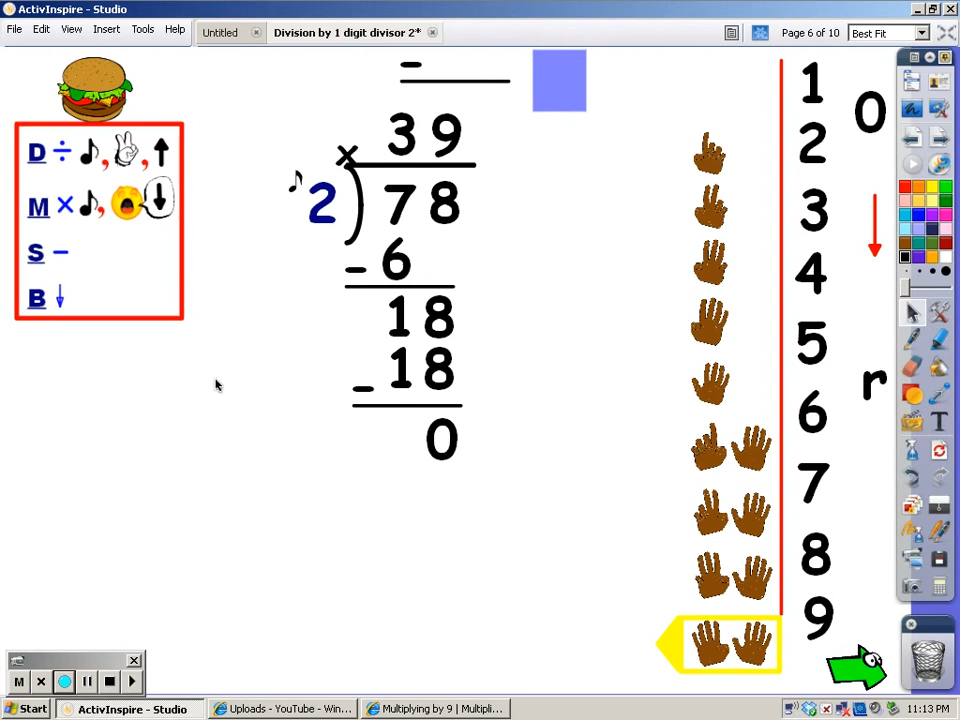 ActivInspire - Studio
File Edit View Insert Tools Help Untitled Division by 1 digit divisor 2* Page 6 of 10 Best Fit
D ÷ ♪, , ↑
M × ♪, ↓
S -
B ↓
-
39
×
♪ 2) 78
- 6
18
- 18
0
1
2
3
4
5
6
7
8
9
0
r
M
Start ActivInspire - Studio Uploads - YouTube - Win... Multiplying by 9 | Multipli... 11:13 PM